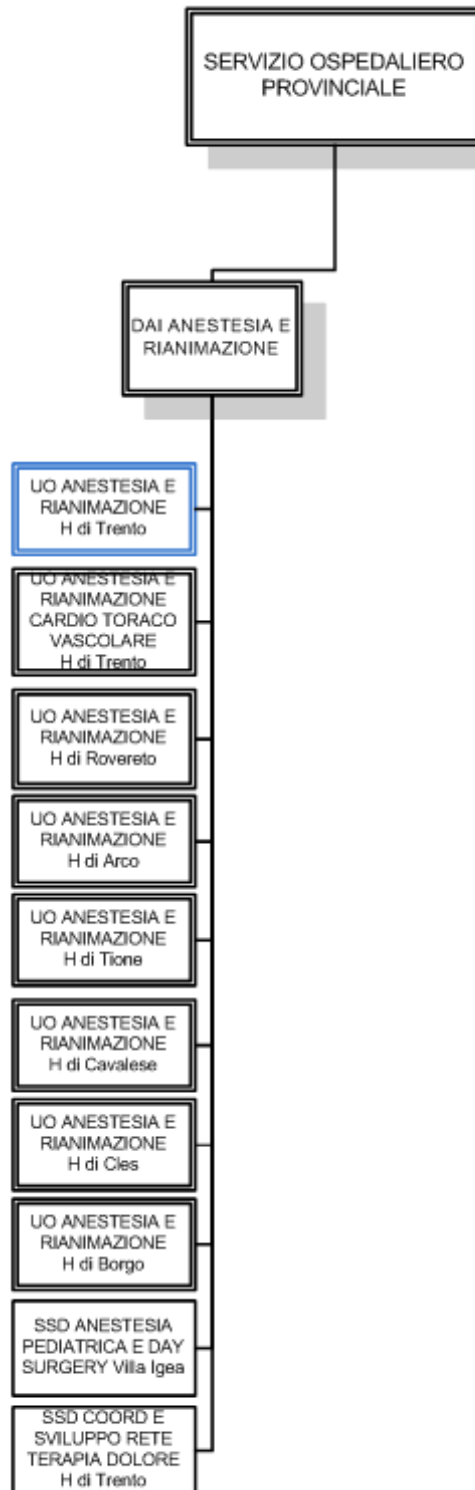 SERVIZIO OSPEDALIERO
PROVINCIALE
DAI ANESTESIA E
RIANIMAZIONE
UO ANESTESIA E
RIANIMAZIONE
H di Trento
UO ANESTESIA E
RIANIMAZIONE
CARDIO TORACO
VASCOLARE
H di Trento
UO ANESTESIA E
RIANIMAZIONE
H di Rovereto
UO ANESTESIA E
RIANIMAZIONE
H di Arco
UO ANESTESIA E
RIANIMAZIONE
H di Tione
UO ANESTESIA E
RIANIMAZIONE
H di Cavalese
UO ANESTESIA E
RIANIMAZIONE
H di Cles
UO ANESTESIA E
RIANIMAZIONE
H di Borgo
SSD ANESTESIA
PEDIATRICA E DAY
SURGERY Villa Igea
SSD COORD E
SVILUPPO RETE
TERAPIA DOLORE
H di Trento